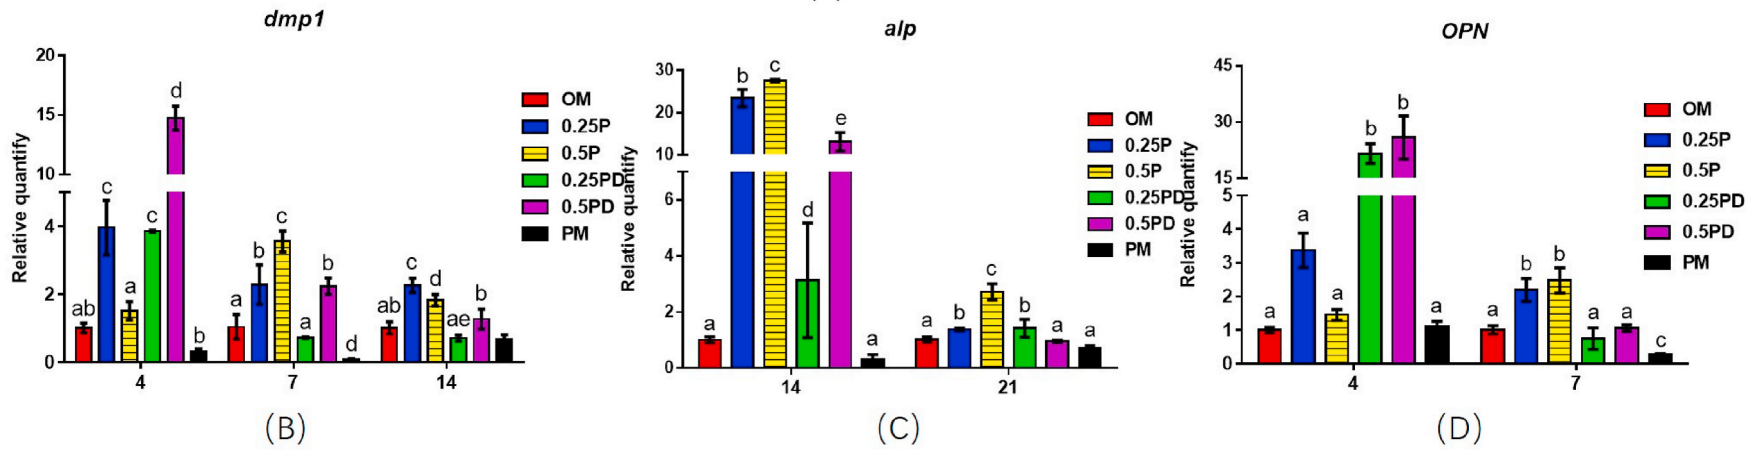 dmp1
Relative quantify
20
15
10
4
2
0
d
c
c
c
a
ab
b
b
b
a
a
d
c
d
ab
ae
b
4
7
14
OM
0.25P
0.5P
0.25PD
0.5PD
PM
(B)
alp
Relative quantify
30
20
10
6
4
2
0
b
c
e
d
a
a
c
b
b
a
a
a
14
21
OM
0.25P
0.5P
0.25PD
0.5PD
PM
(C)
OPN
Relative quantify
45
30
15
5
4
3
2
1
0
b
b
a
a
a
a
b
b
a
a
a
c
4
7
OM
0.25P
0.5P
0.25PD
0.5PD
PM
(D)